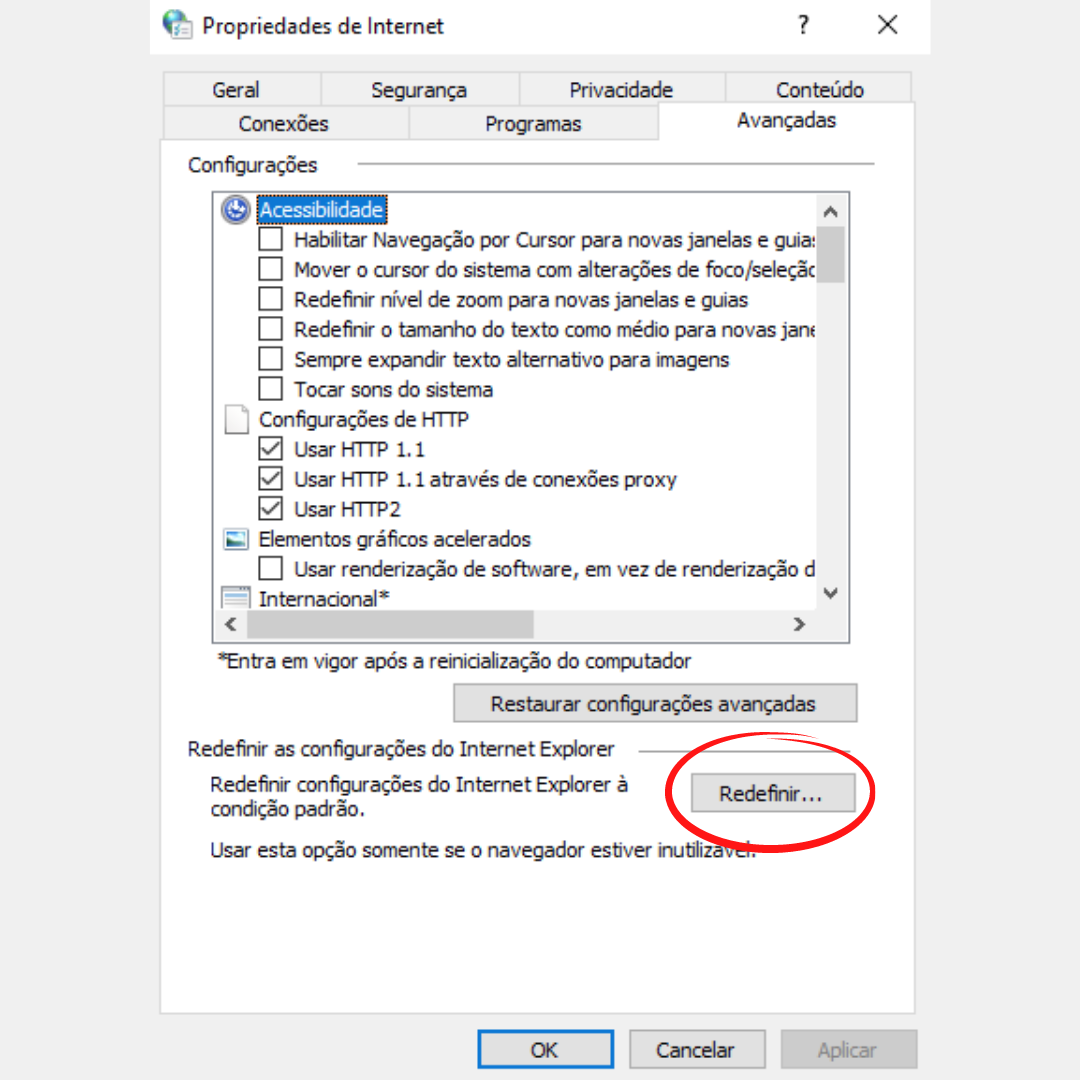 Propriedades de Internet
?
Geral Segurança Privacidade Conteúdo
Conexões Programas Avançadas
Configurações
Acessibilidade
Habilitar Navegação por Cursor para novas janelas e guias
Mover o cursor do sistema com alterações de foco/seleção
Redefinir nível de zoom para novas janelas e guias
Redefinir o tamanho do texto como médio para novas jane
Sempre expandir texto alternativo para imagens
Tocar sons do sistema
Configurações de HTTP
Usar HTTP 1.1
Usar HTTP 1.1 através de conexões proxy
Usar HTTP2
Elementos gráficos acelerados
Usar renderização de software, em vez de renderização d
Internacional*
*Entra em vigor após a reinicialização do computador
Restaurar configurações avançadas
Redefinir as configurações do Internet Explorer
Redefinir configurações do Internet Explorer à
condição padrão.
Redefinir...
Usar esta opção somente se o navegador estiver inutilizável.
OK Cancelar Aplicar